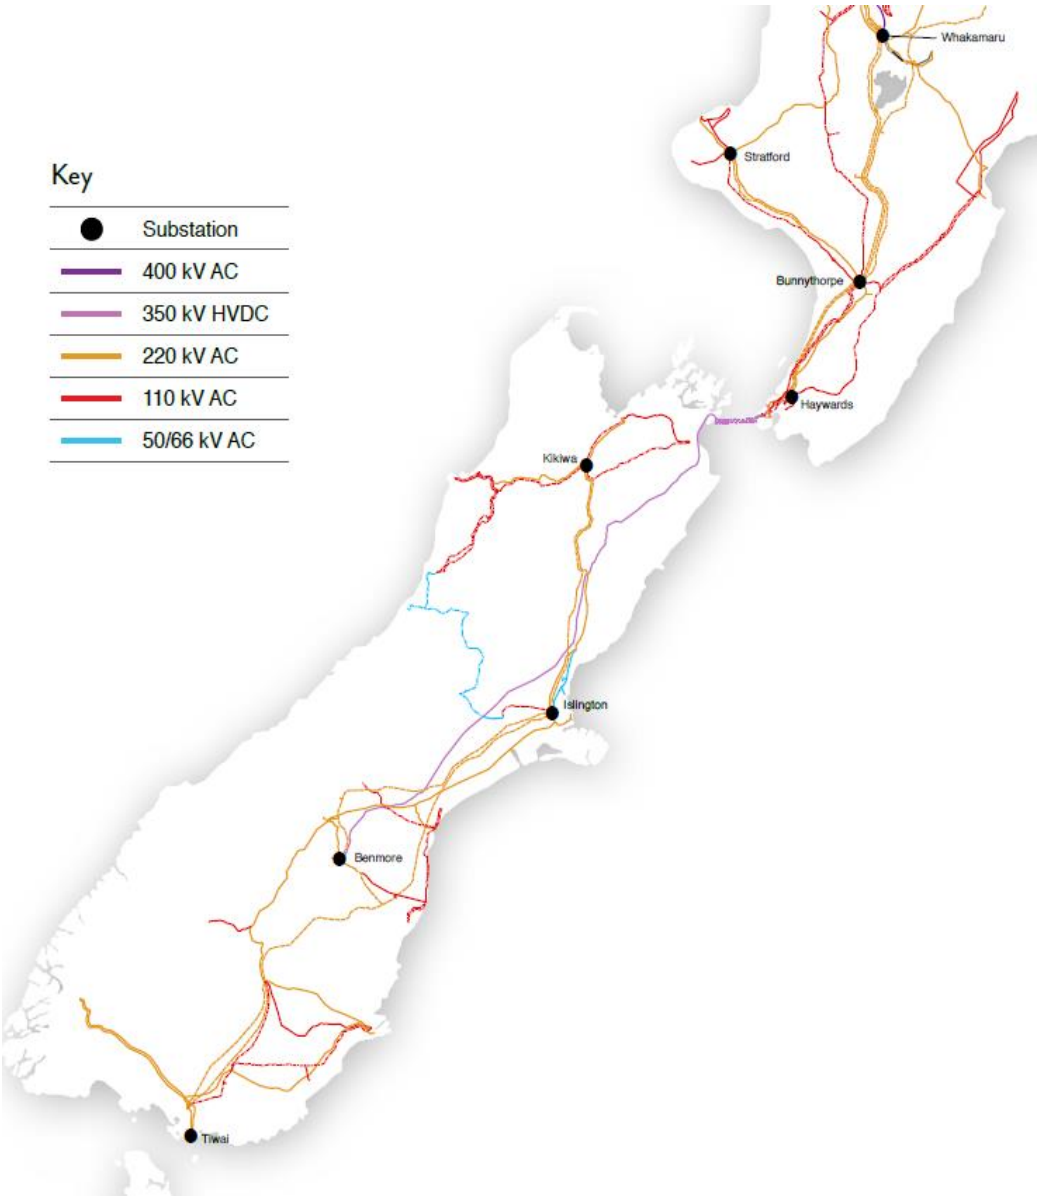 Whakamaru
Stratford
Key
Substation
400 kV AC
350 kV HVDC
220 kV AC
110 kV AC
50/66 kV AC
Bunnythorpe
Haywards
Kikiwa
Islington
Benmore
Tiwai